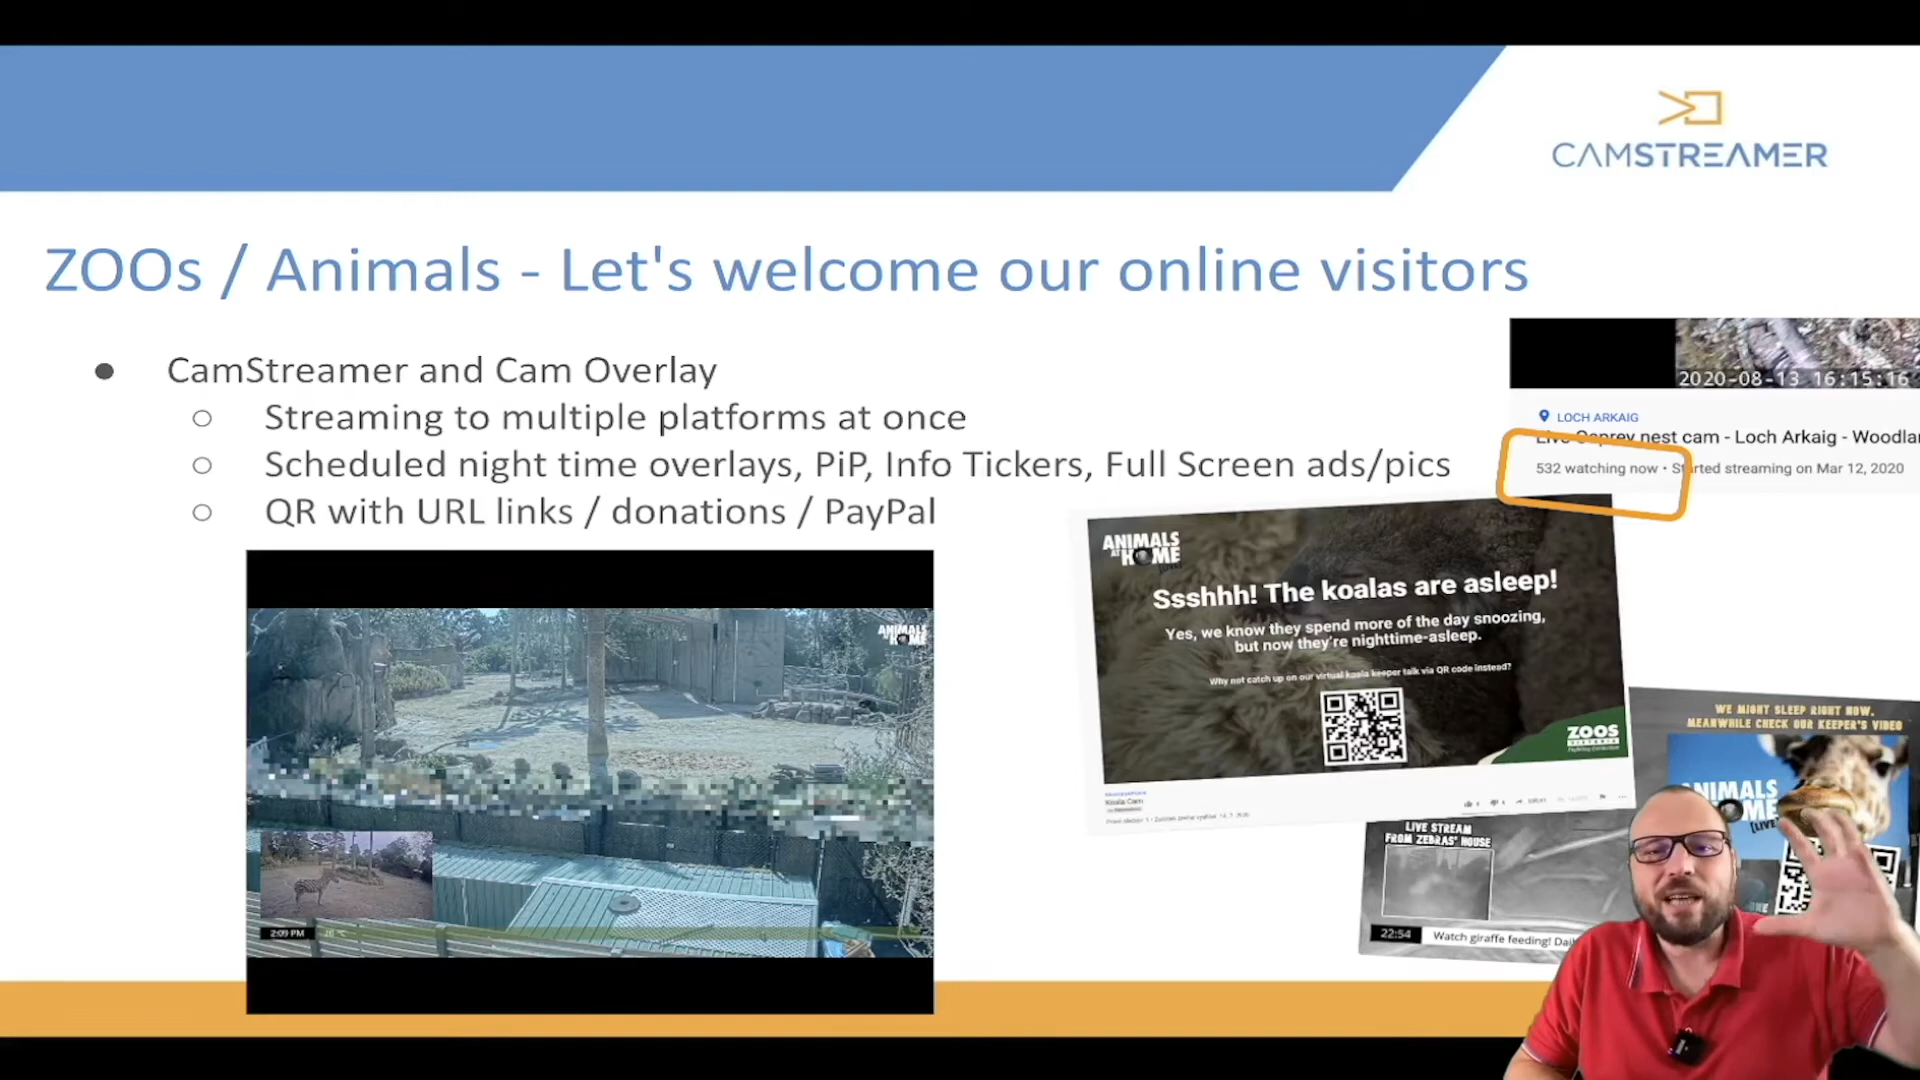 CAMSTREAMER
ZOOs / Animals - Let's welcome our online visitors
CamStreamer and Cam Overlay
Streaming to multiple platforms at once
Scheduled night time overlays, PiP, Info Tickers, Full Screen ads/pics
QR with URL links / donations / PayPal
2020-08-13 16:15:16
LOCH ARKAIG
Live Osprey nest cam - Loch Arkaig - Woodlan
532 watching now • Started streaming on Mar 12, 2020
ANIMALS
AT HOME
Ssshhh! The koalas are asleep!
Yes, we know they spend more of the day snoozing,
but now they're nighttime-asleep.
Why not catch up on our virtual koala keeper talk via QR code instead?
ZOOS
VICTORIA
Koala Cam
ANIMALS
AT HOME
2:09 PM
WE MIGHT SLEEP RIGHT NOW.
MEANWHILE CHECK OUR KEEPER'S VIDEO
ANIMALS
HOME
[LIVE]
LIVE STREAM
FROM ZEBRAS' HOUSE
22:54 Watch giraffe feeding!